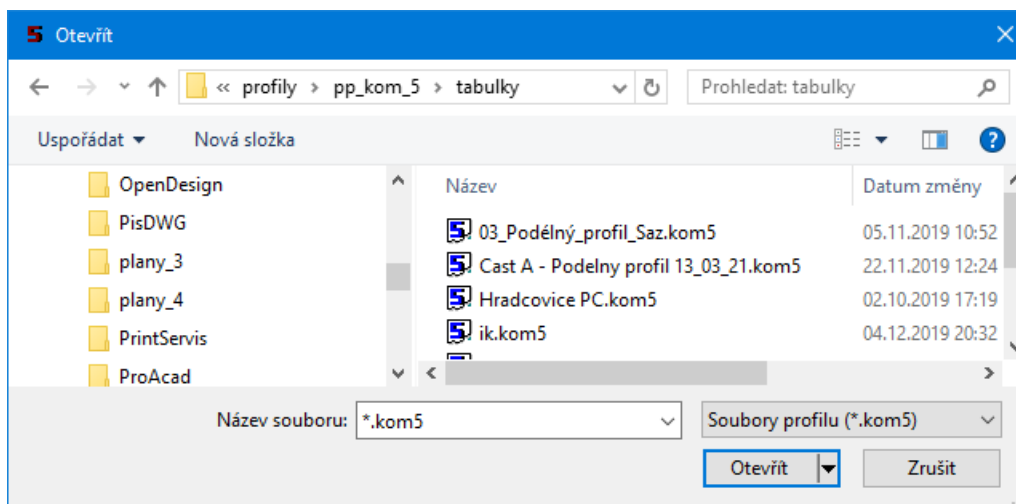 Otevřít
« profily › pp_kom_5 › tabulky Prohledat: tabulky
Uspořádat Nová složka
OpenDesign
PisDWG
plany_3
plany_4
PrintServis
ProAcad
Název Datum změny
03_Podélný_profil_Saz.kom5 05.11.2019 10:52
Cast A - Podelny profil 13_03_21.kom5 22.11.2019 12:24
Hradcovice PC.kom5 02.10.2019 17:19
ik.kom5 04.12.2019 20:32
Název souboru: *.kom5 Soubory profilu (*.kom5)
Otevřít Zrušit